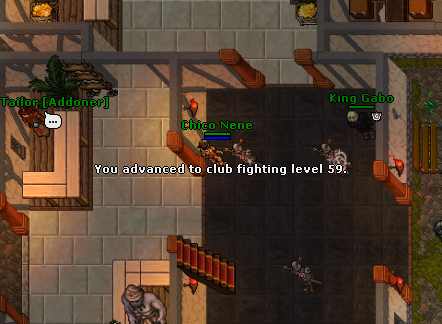 King Gabo
Tailor [Addoner]
Chico Nene
You advanced to club fighting level 59.